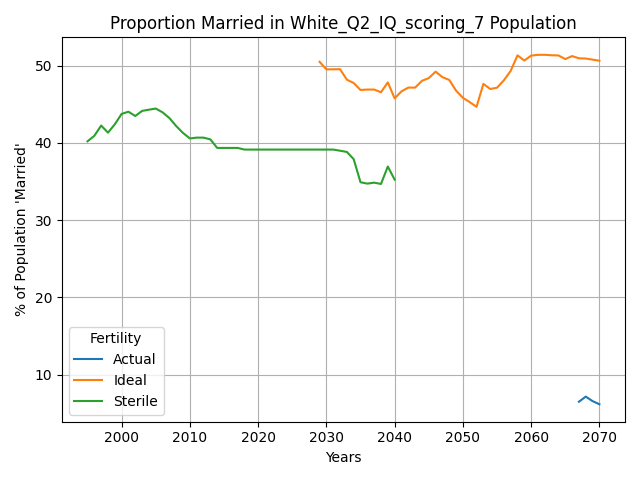 Proportion Married in White_Q2_IQ_scoring_7 Population
% of Population 'Married'
50
40
30
20
10
Fertility
Actual
Ideal
Sterile
2000 2010 2020 2030 2040 2050 2060 2070
Years